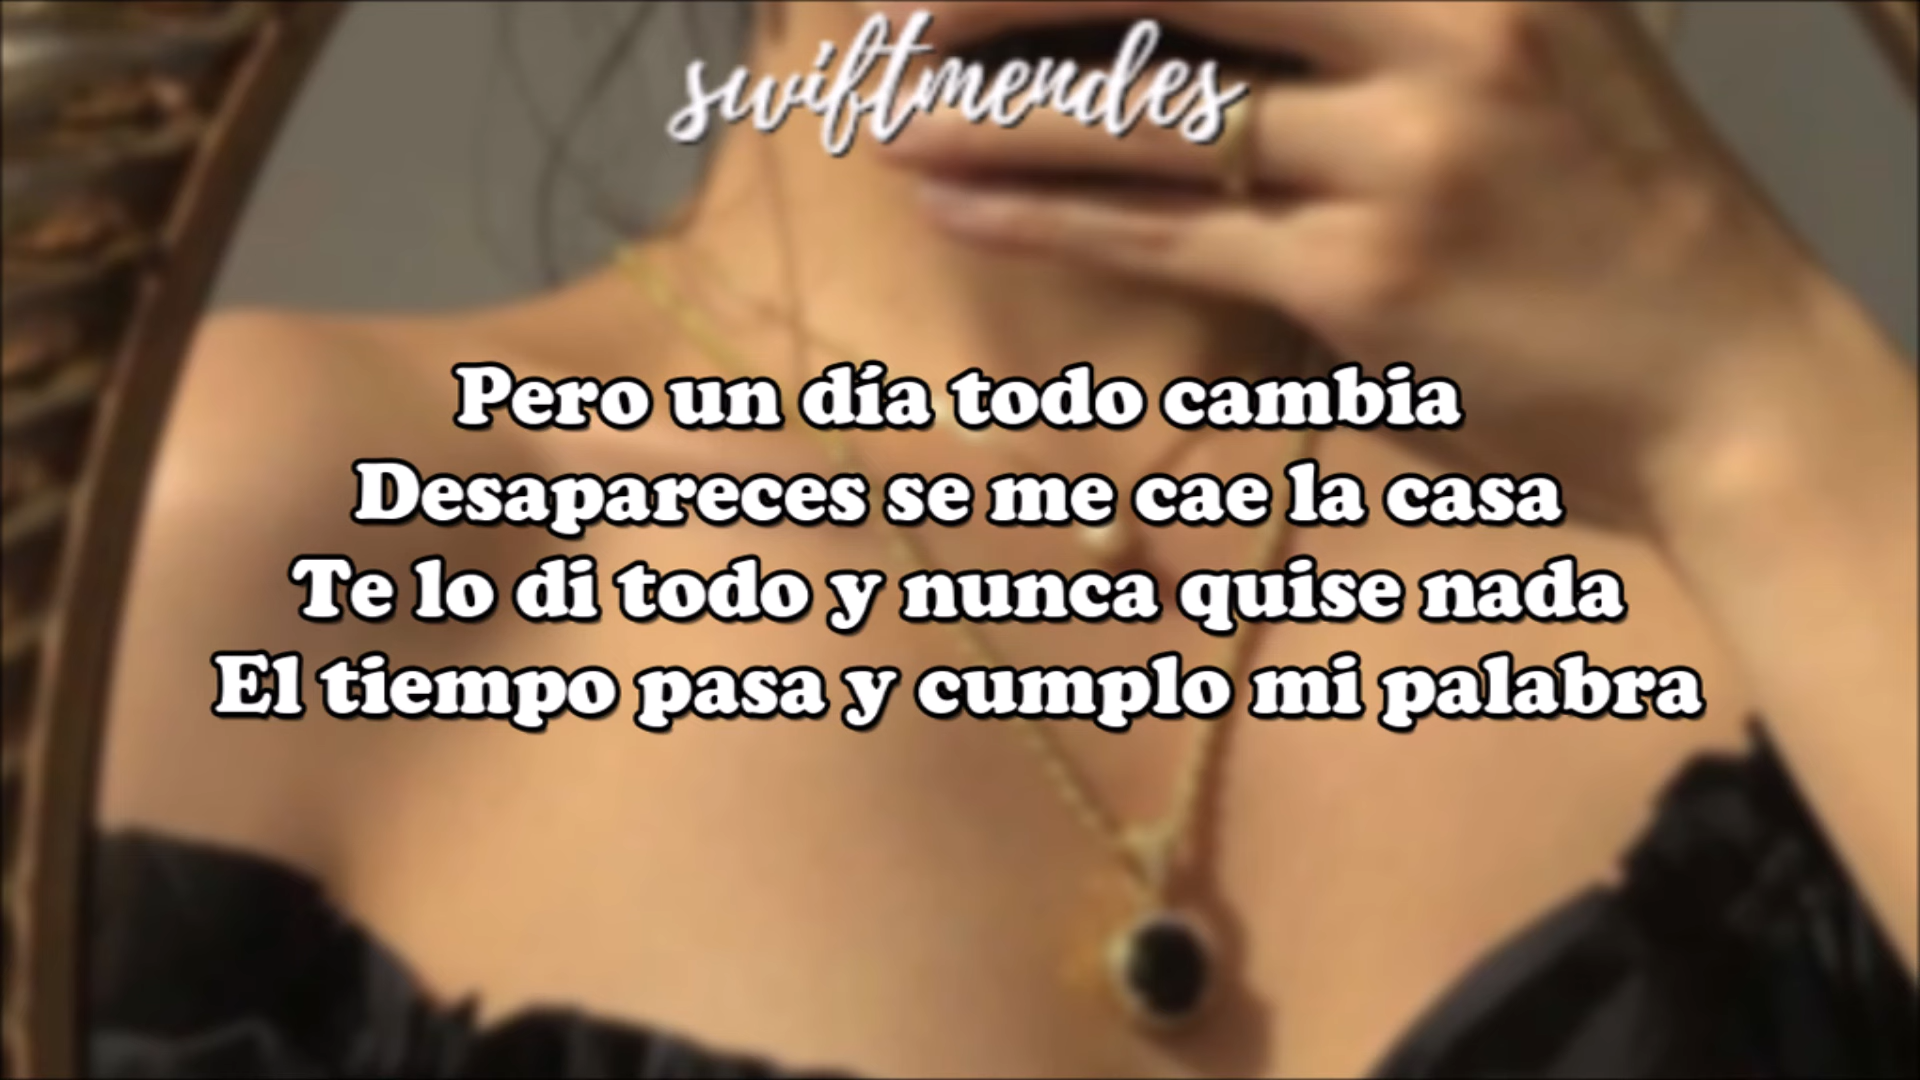 swiftmendes
Pero un día todo cambia
Desapareces se me cae la casa
Te lo di todo y nunca quise nada
El tiempo pasa y cumplo mi palabra